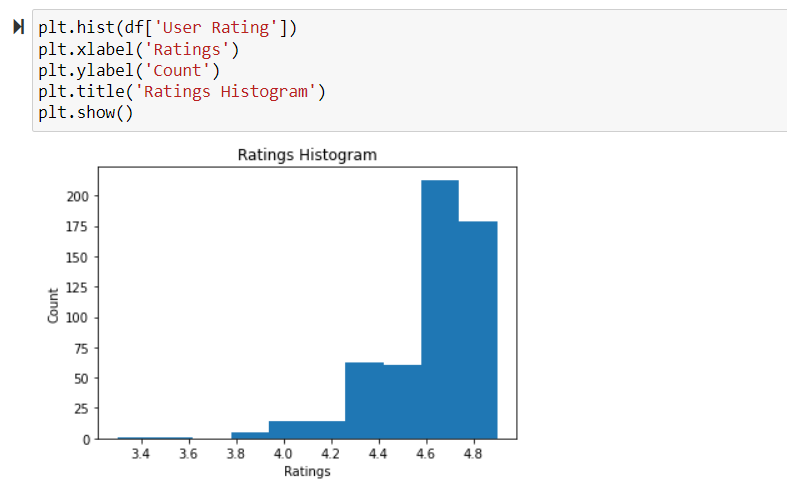 plt.hist(df['User Rating'])
plt.xlabel('Ratings')
plt.ylabel('Count')
plt.title('Ratings Histogram')
plt.show()
Ratings Histogram
200
175
150
125
100
75
50
25
0
Count
3.4 3.6 3.8 4.0 4.2 4.4 4.6 4.8
Ratings